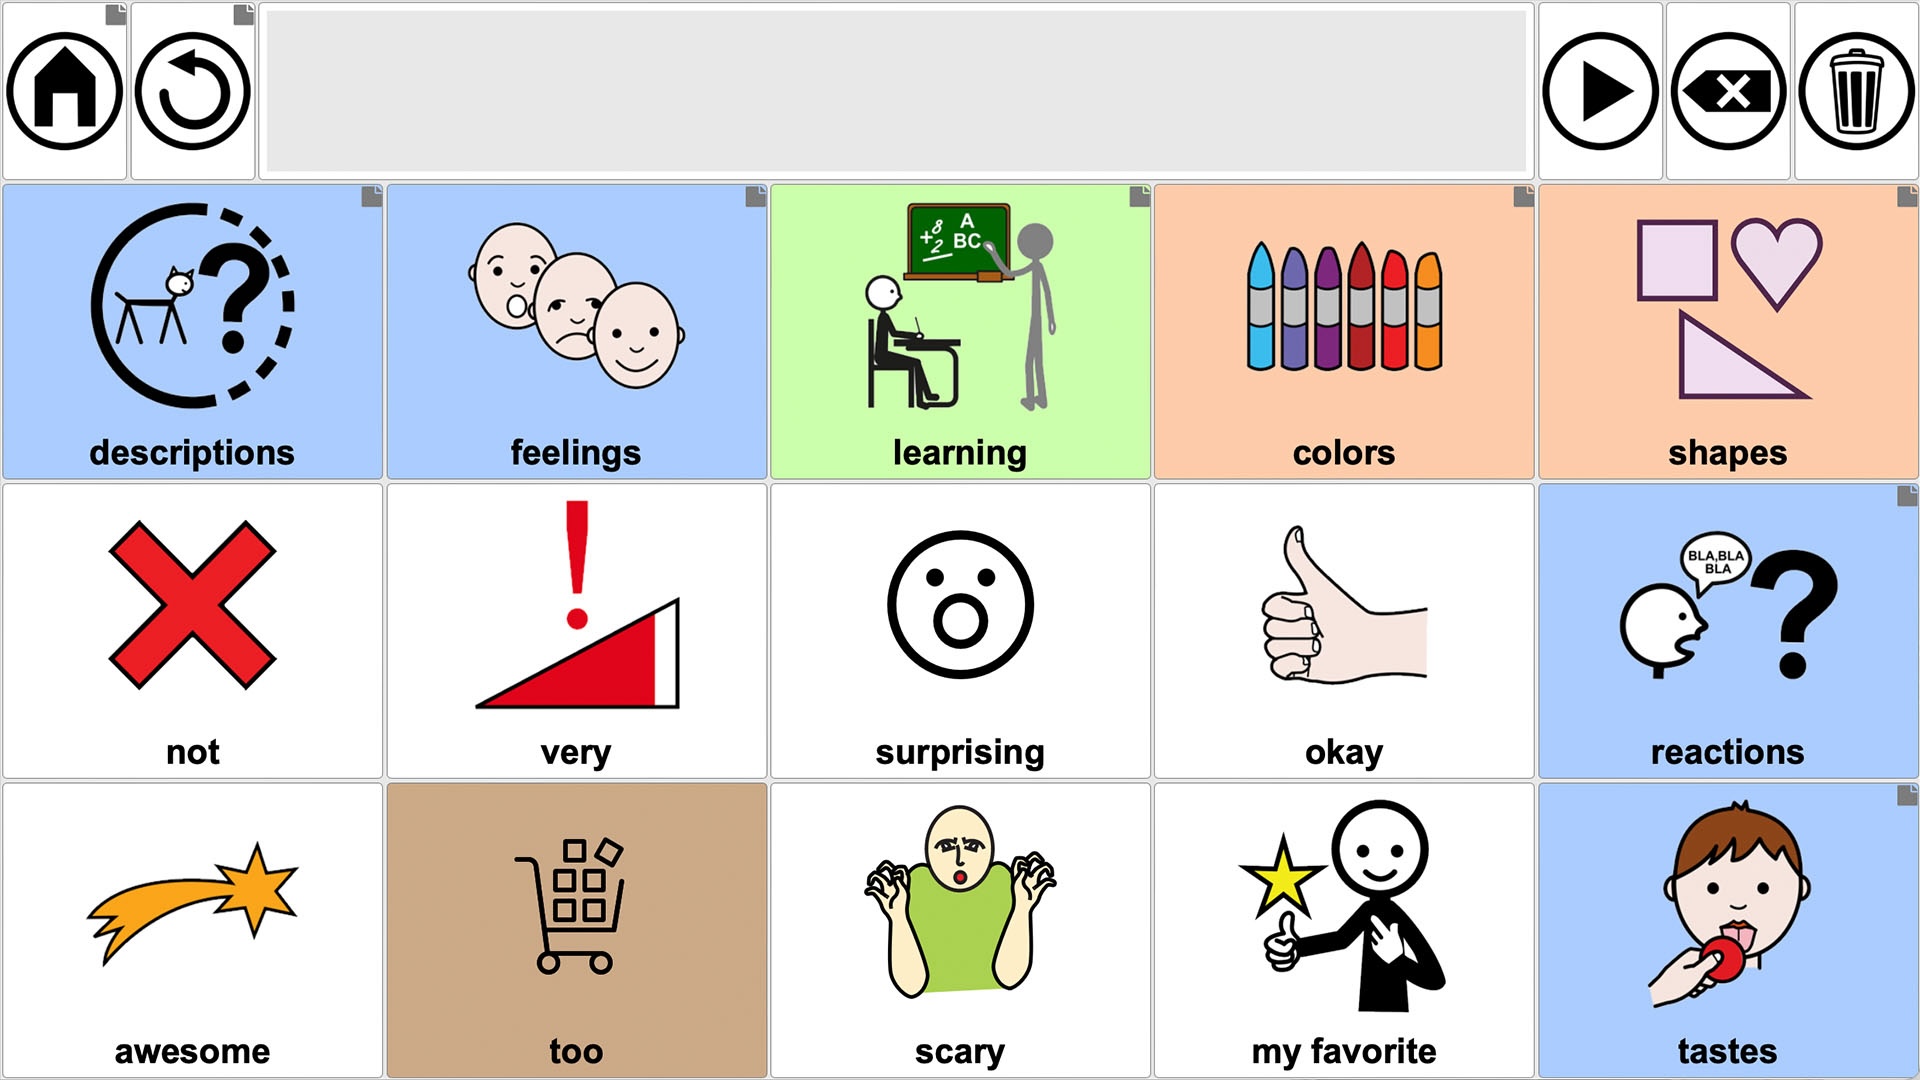 +8
2
A
BC
descriptions
feelings
learning
colors
shapes
BLA,BLA
BLA
not
very
surprising
okay
reactions
awesome
too
scary
my favorite
tastes